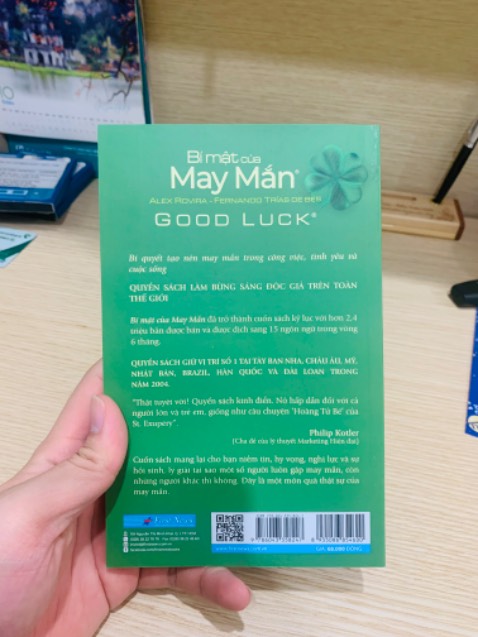 Bí mật của
May Mắn®
ALEX ROVIRA - FERNANDO TRÍAS DE BES
GOOD LUCK®
Bí quyết tạo nên may mắn trong công việc, tình yêu và
cuộc sống
QUYỂN SÁCH LÀM BỪNG SÁNG ĐỘC GIẢ TRÊN TOÀN
THẾ GIỚI
Bí mật của May Mắn đã trở thành cuốn sách kỷ lục với hơn 2,4
triệu bản được bán và được dịch sang 15 ngôn ngữ trong vòng
6 tháng.
QUYỂN SÁCH GIỮ VỊ TRÍ SỐ 1 TẠI TÂY BAN NHA, CHÂU ÂU, MỸ,
NHẬT BẢN, BRAZIL, HÀN QUỐC VÀ ĐÀI LOAN TRONG
NĂM 2004.
"Thật tuyệt vời! Quyển sách kinh điển. Nó hấp dẫn đối với cả
người lớn và trẻ em, giống như câu chuyện 'Hoàng Tử Bé' của
St. Exupéry".
Philip Kotler
(Cha đẻ của lý thuyết Marketing Hiện đại)
Cuốn sách mang lại cho bạn niềm tin, hy vọng, nghị lực và sự
hồi sinh, lý giải tại sao một số người luôn gặp may mắn, còn
những người khác thì không. Đây là một món quà thật sự của
may mắn.
Giá: 68.000 ĐỒNG